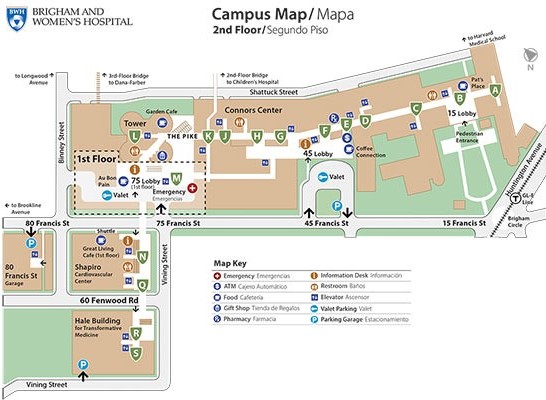 BWH
BRIGHAM AND
WOMEN'S HOSPITAL
Campus Map/Mapa
2nd Floor/Segundo Piso
to Harvard
Medical School
to Longwood
Avenue
3rd-Floor Bridge
to Dana-Farber
2nd-Floor Bridge
to Children's Hospital
Shattuck Street
Pat's
Place
Garden Cafe
Connors Center
Tower
THE PIKE
L
K
J
H
G
F
E
D
C
B
A
15 Lobby
Pedestrian
Entrance
Binney Street
1st Floor
45 Lobby
Coffee
Connection
Au Bon
Pain
75 Lobby
(1st floor)
M
Emergency
Emergencias
Valet
Valet
Huntington Avenue
T
GL-E
Line
Brigham
Circle
to Brookline
Avenue
80 Francis St
75 Francis St
45 Francis St
15 Francis St
P
P
Shuttle
Great Living
Cafe (1st floor)
N
80
Francis St
Garage
Shapiro
Cardiovascular
Center
Q
Vining Street
60 Fenwood Rd
Hale Building
for Transformative
Medicine
R
S
P
Vining Street
Map Key
Emergency Emergencias
ATM Cajero Automático
Food Cafetería
Gift Shop Tienda de Regalos
Pharmacy Farmacia
Information Desk Información
Restroom Baños
Elevator Ascensor
Valet Parking Valet
Parking Garage Estacionamiento